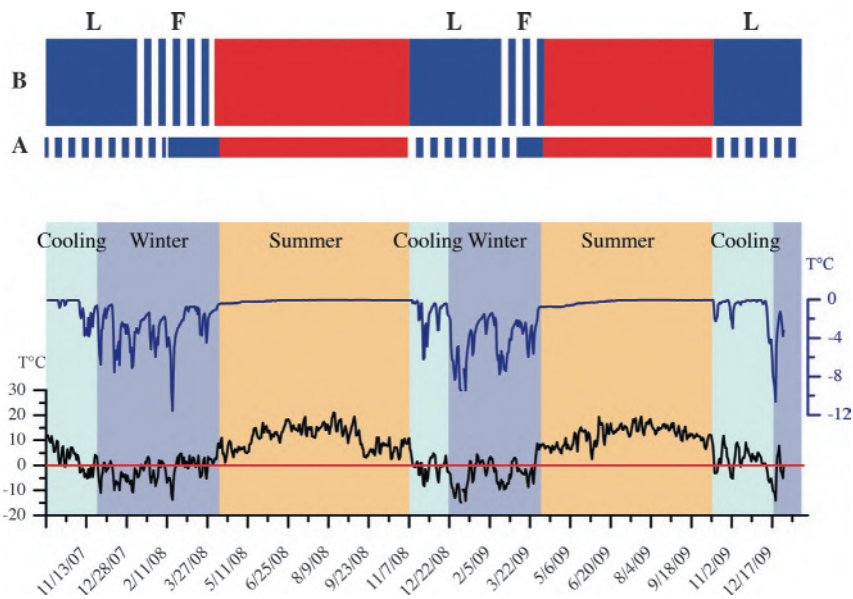 L F L F L
B
A
Cooling Winter Summer Cooling Winter Summer Cooling
T°C
0
-4
-8
-12
T°C
30
20
10
0
-10
-20
11/13/07 12/28/07 2/11/08 3/27/08 5/11/08 6/25/08 8/9/08 9/23/08 11/7/08 12/22/08 2/5/09 3/22/09 5/6/09 6/20/09 8/4/09 9/18/09 11/2/09 12/17/09